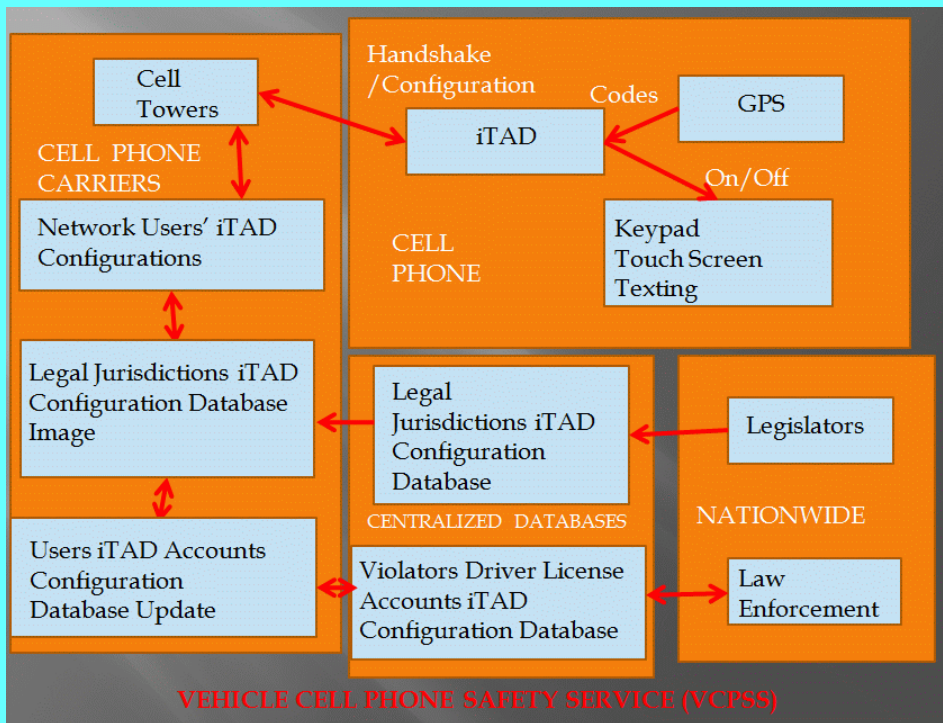 Cell
Towers
CELL PHONE
CARRIERS
Network Users' iTAD
Configurations
Legal Jurisdictions iTAD
Configuration Database
Image
Users iTAD Accounts
Configuration
Database Update
Handshake
/Configuration
Codes
GPS
iTAD
On/Off
CELL
PHONE
Keypad
Touch Screen
Texting
Legal
Jurisdictions iTAD
Configuration
Database
CENTRALIZED DATABASES
Violators Driver License
Accounts iTAD
Configuration Database
Legislators
NATIONWIDE
Law
Enforcement
VEHICLE CELL PHONE SAFETY SERVICE (VCPSS)